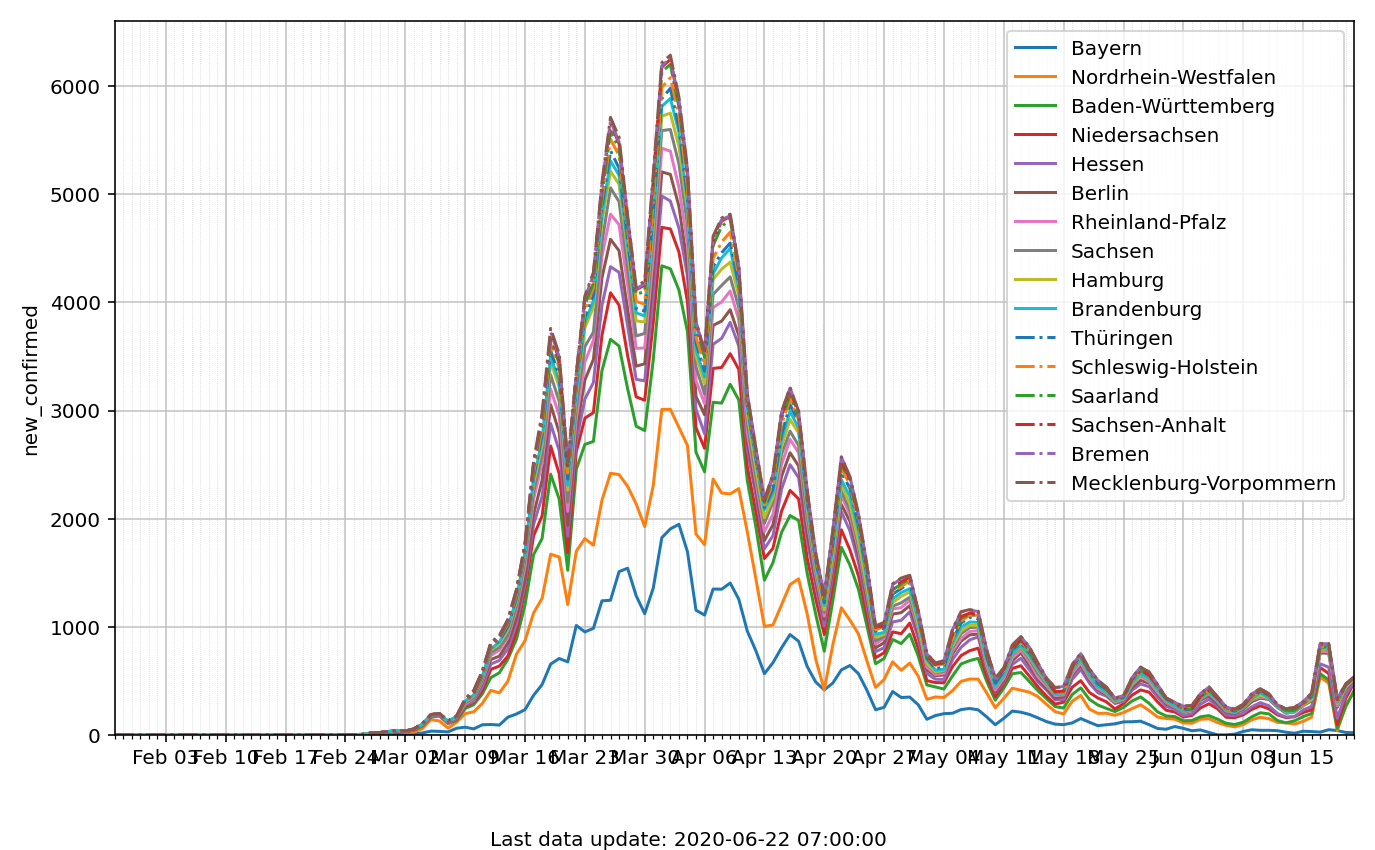 new_confirmed
6000
5000
4000
3000
2000
1000
0
Bayern
Nordrhein-Westfalen
Baden-Württemberg
Niedersachsen
Hessen
Berlin
Rheinland-Pfalz
Sachsen
Hamburg
Brandenburg
Thüringen
Schleswig-Holstein
Saarland
Sachsen-Anhalt
Bremen
Mecklenburg-Vorpommern
Feb 03 Feb 10 Feb 17 Feb 24 Mar 02 Mar 09 Mar 16 Mar 23 Mar 30 Apr 06 Apr 13 Apr 20 Apr 27 May 04 May 11 May 18 May 25 Jun 01 Jun 08 Jun 15
Last data update: 2020-06-22 07:00:00